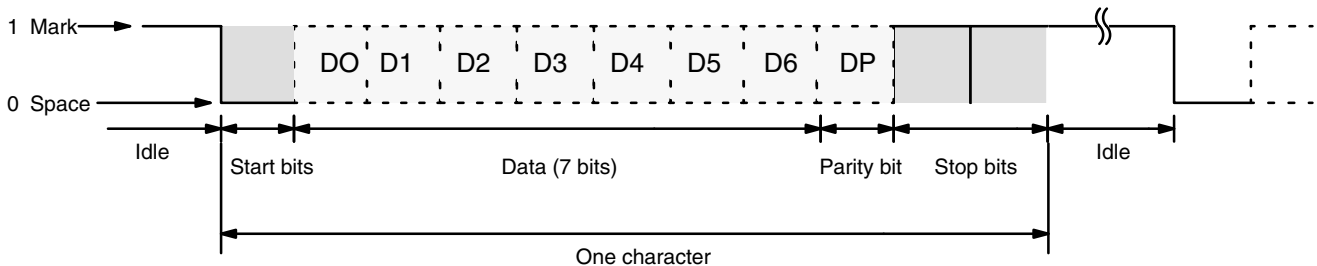 1 Mark
DO D1 D2 D3 D4 D5 D6 DP
0 Space
Idle
Start bits
Data (7 bits)
Parity bit
Stop bits
Idle
One character